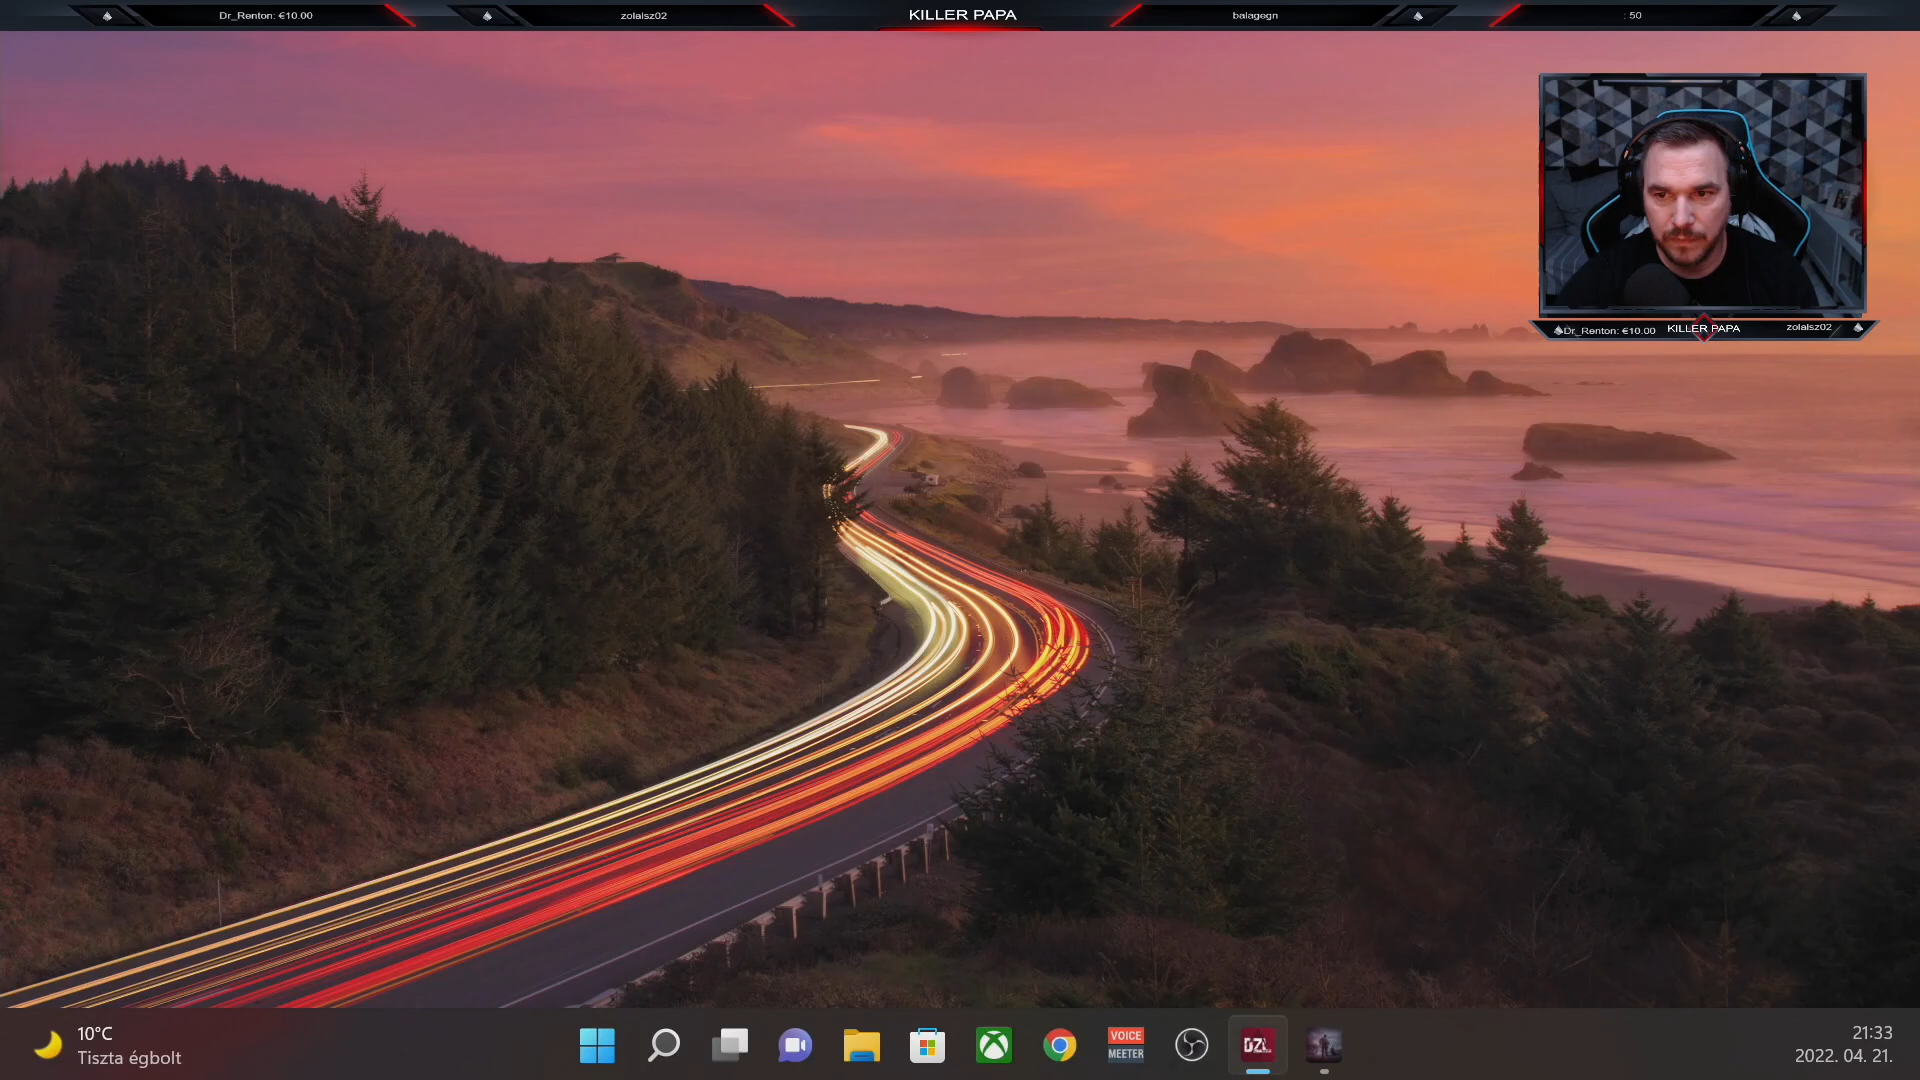 Dr_Renton: €10.00
zolalsz02
KILLER PAPA
balagegn
: 50
Dr_Renton: €10.00
KILLER PAPA
zolalsz02
10°C
Tiszta égbolt
VOICE
MEETER
DZL
21:33
2022. 04. 21.